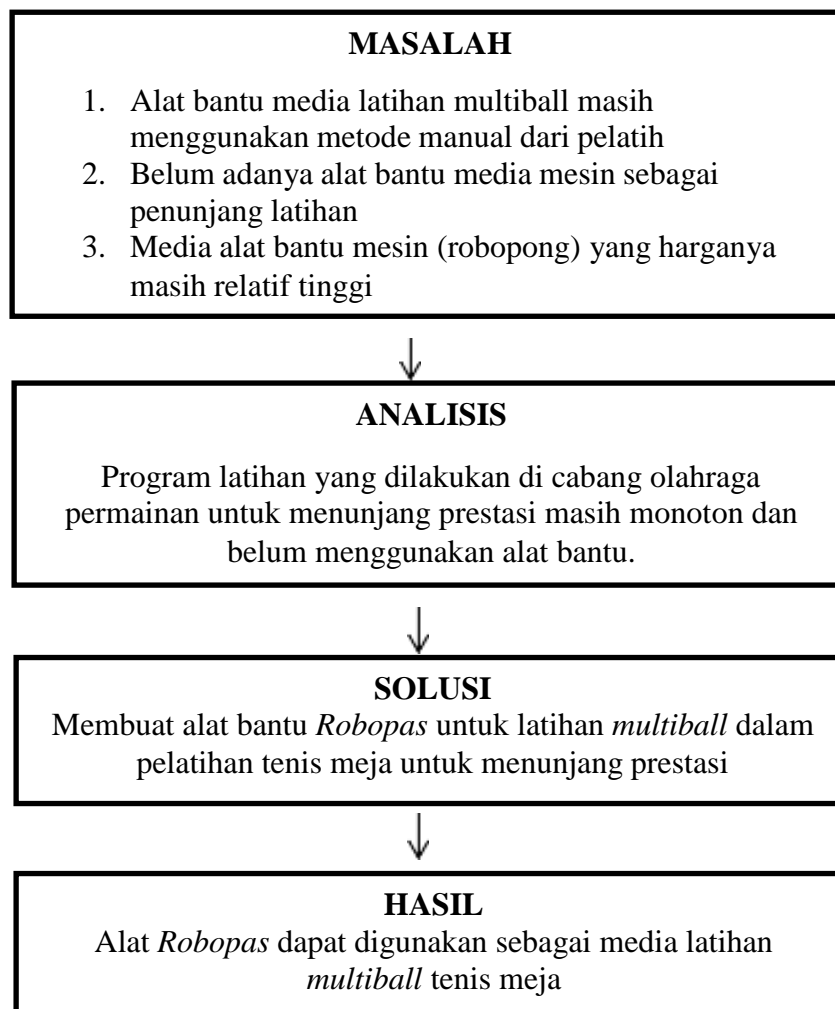 MASALAH
1. Alat bantu media latihan multiball masih
menggunakan metode manual dari pelatih
2. Belum adanya alat bantu media mesin sebagai
penunjang latihan
3. Media alat bantu mesin (robopong) yang harganya
masih relatif tinggi
ANALISIS
Program latihan yang dilakukan di cabang olahraga
permainan untuk menunjang prestasi masih monoton dan
belum menggunakan alat bantu.
SOLUSI
Membuat alat bantu Robopas untuk latihan multiball dalam
pelatihan tenis meja untuk menunjang prestasi
HASIL
Alat Robopas dapat digunakan sebagai media latihan
multiball tenis meja